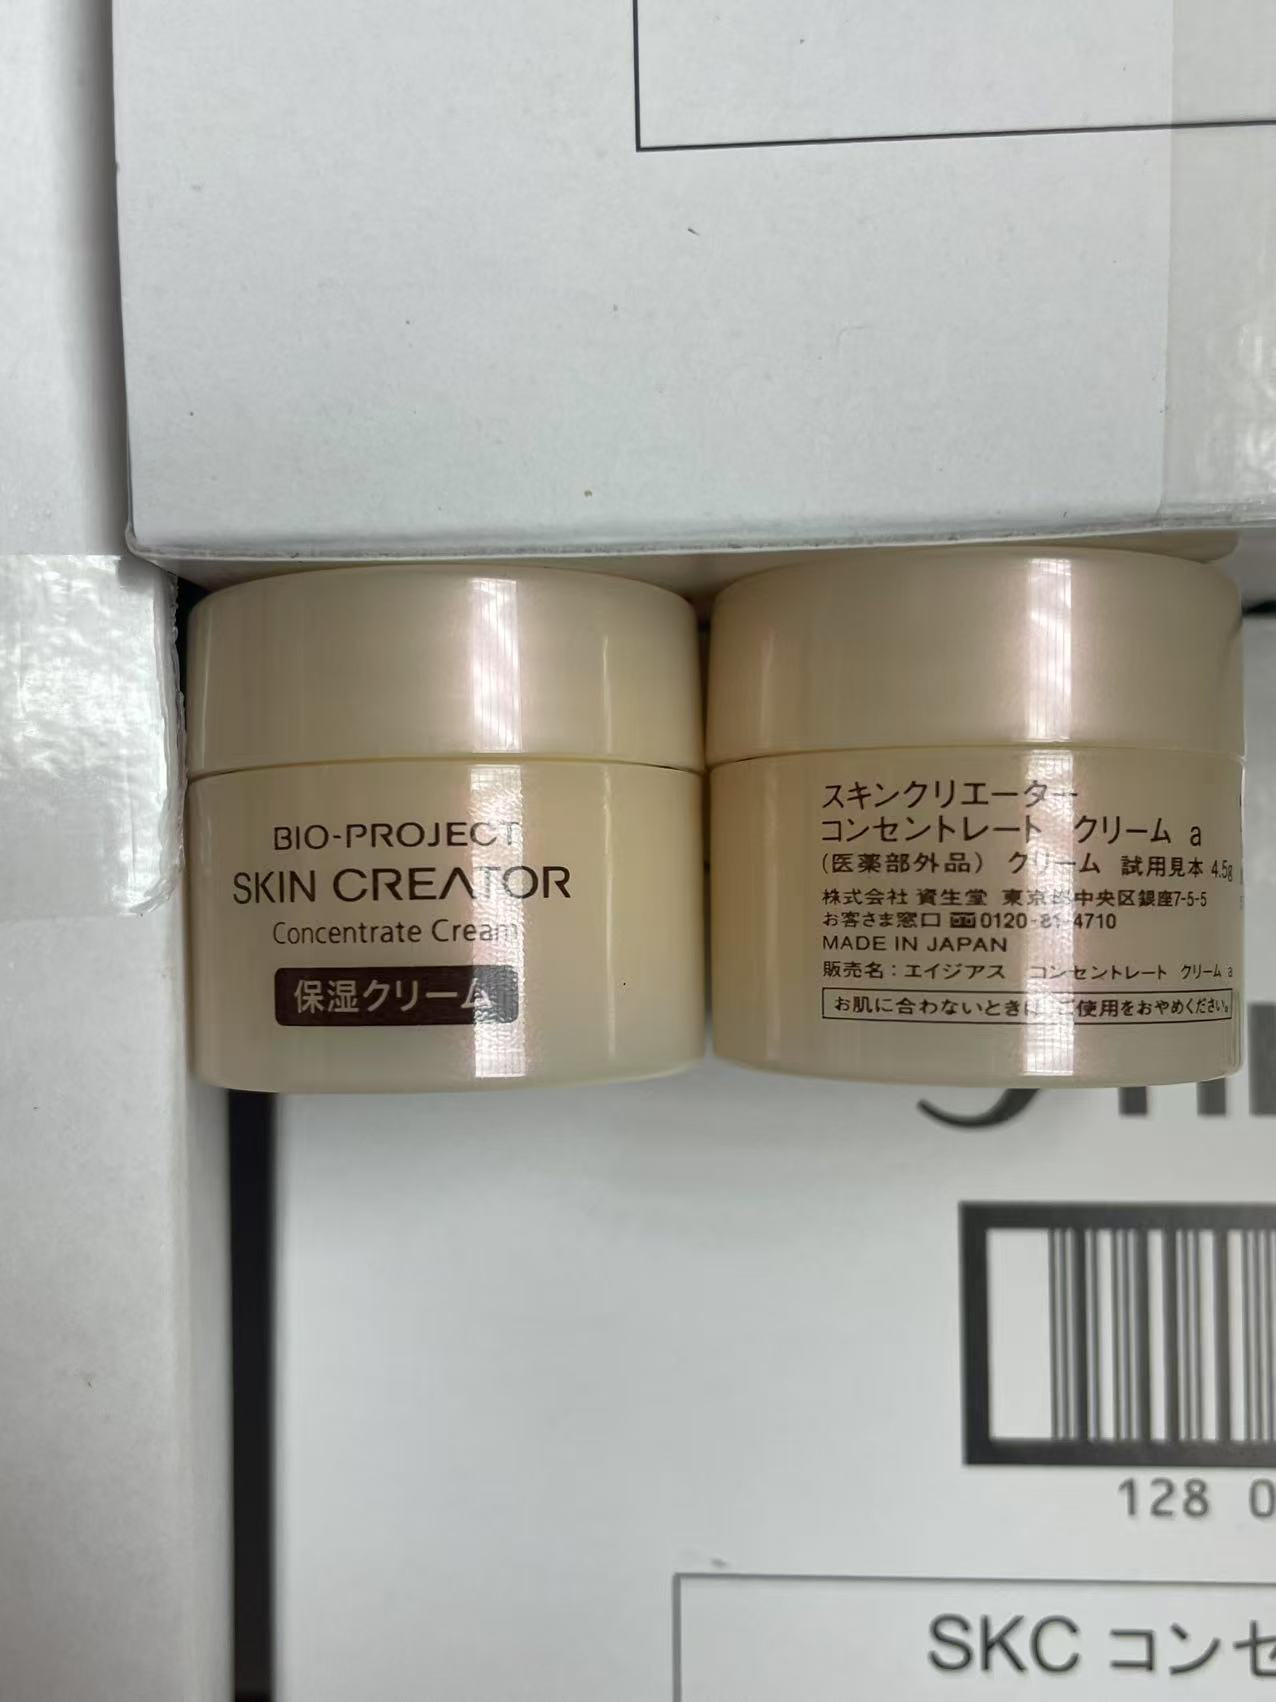 BIO-PROJECT
SKIN CREATOR
Concentrate Cream
保湿クリーム
スキンクリエーター
コンセントレート クリーム a
(医薬部外品) クリーム 試用見本 4.5g
株式会社 資生堂 東京都中央区銀座7-5-5
お客さま窓口 0120-81-4710
MADE IN JAPAN
販売名:エイジアス コンセントレート クリーム a
お肌に合わないときは、ご使用をおやめください。
128 0
SKC コンセ